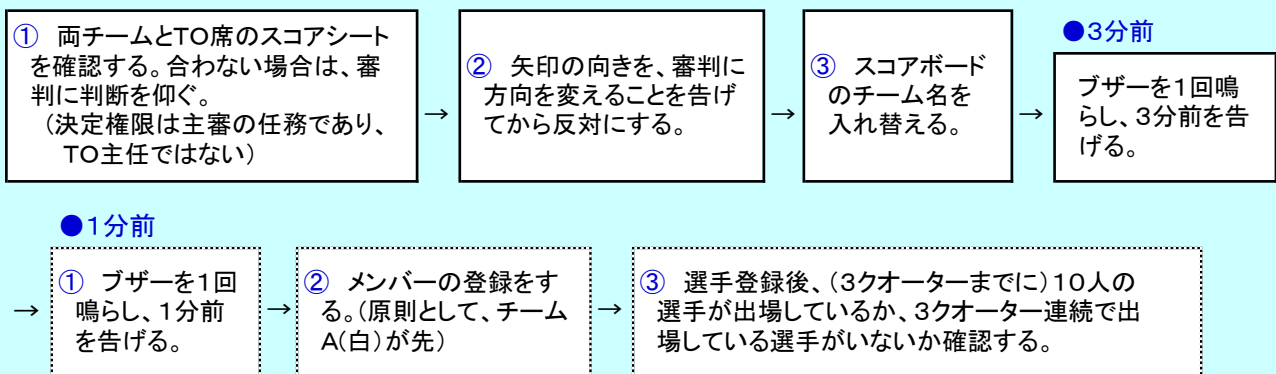 ① 両チームとTO席のスコアシート
を確認する。合わない場合は、審
判に判断を仰ぐ。
(決定権限は主審の任務であり、
TO主任ではない)
→
② 矢印の向きを、審判に
方向を変えることを告げ
てから反対にする。
→
③ スコアボード
のチーム名を
入れ替える。
→
●3分前
ブザーを1回鳴
らし、3分前を告
げる。
●1分前
→
① ブザーを1回
鳴らし、1分前
を告げる。
→
② メンバーの登録をす
る。(原則として、チーム
A(白)が先)
→
③ 選手登録後、(3クオーターまでに)10人の
選手が出場しているか、3クオーター連続で出
場している選手がいないか確認する。